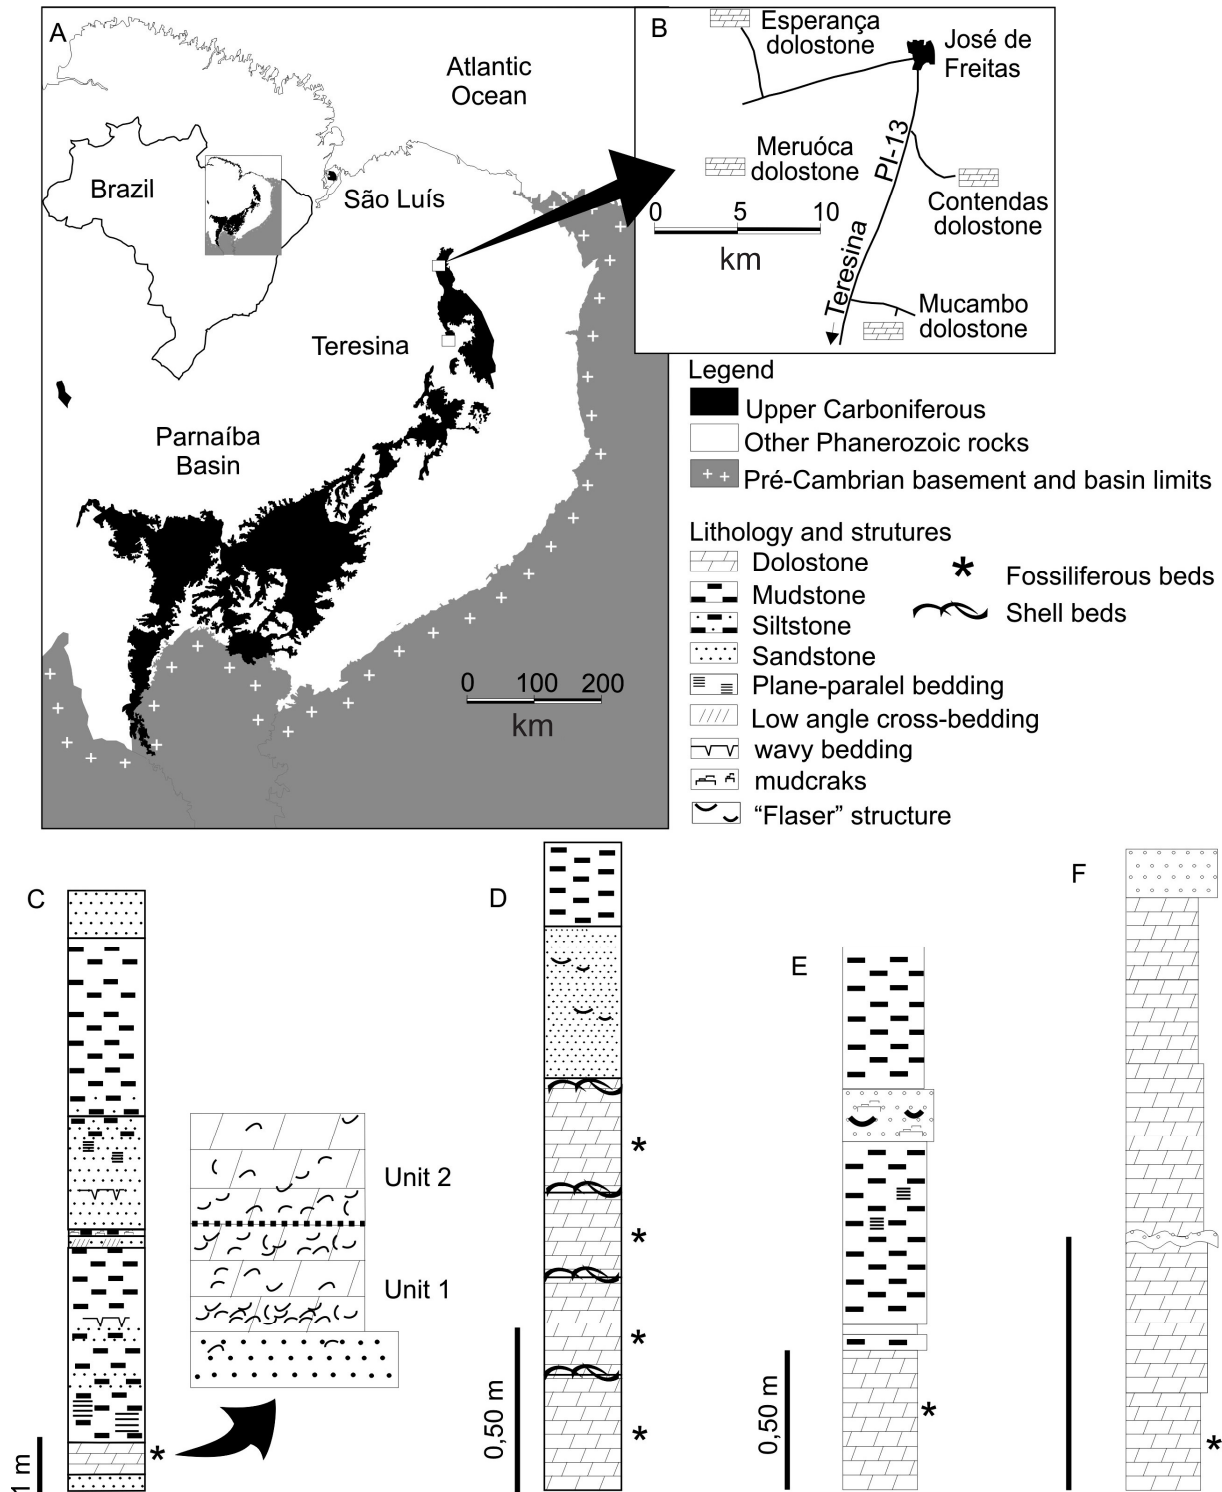 A
Atlantic
Ocean
Brazil
São Luís
Teresina
Parnaíba
Basin
0 100 200
km
B
Esperança
dolostone
José de
Freitas
Meruóca
dolostone
PI-13
Contendas
dolostone
0 5 10
km
Teresina
Mucambo
dolostone
Legend
Upper Carboniferous
Other Phanerozoic rocks
Pré-Cambrian basement and basin limits
Lithology and strutures
Dolostone
Mudstone
Siltstone
Sandstone
Plane-paralel bedding
Low angle cross-bedding
wavy bedding
mudcraks
“Flaser” structure
* Fossiliferous beds
Shell beds
C
Unit 2
Unit 1
*
1 m
D
*
*
*
*
0,50 m
E
*
0,50 m
F
*